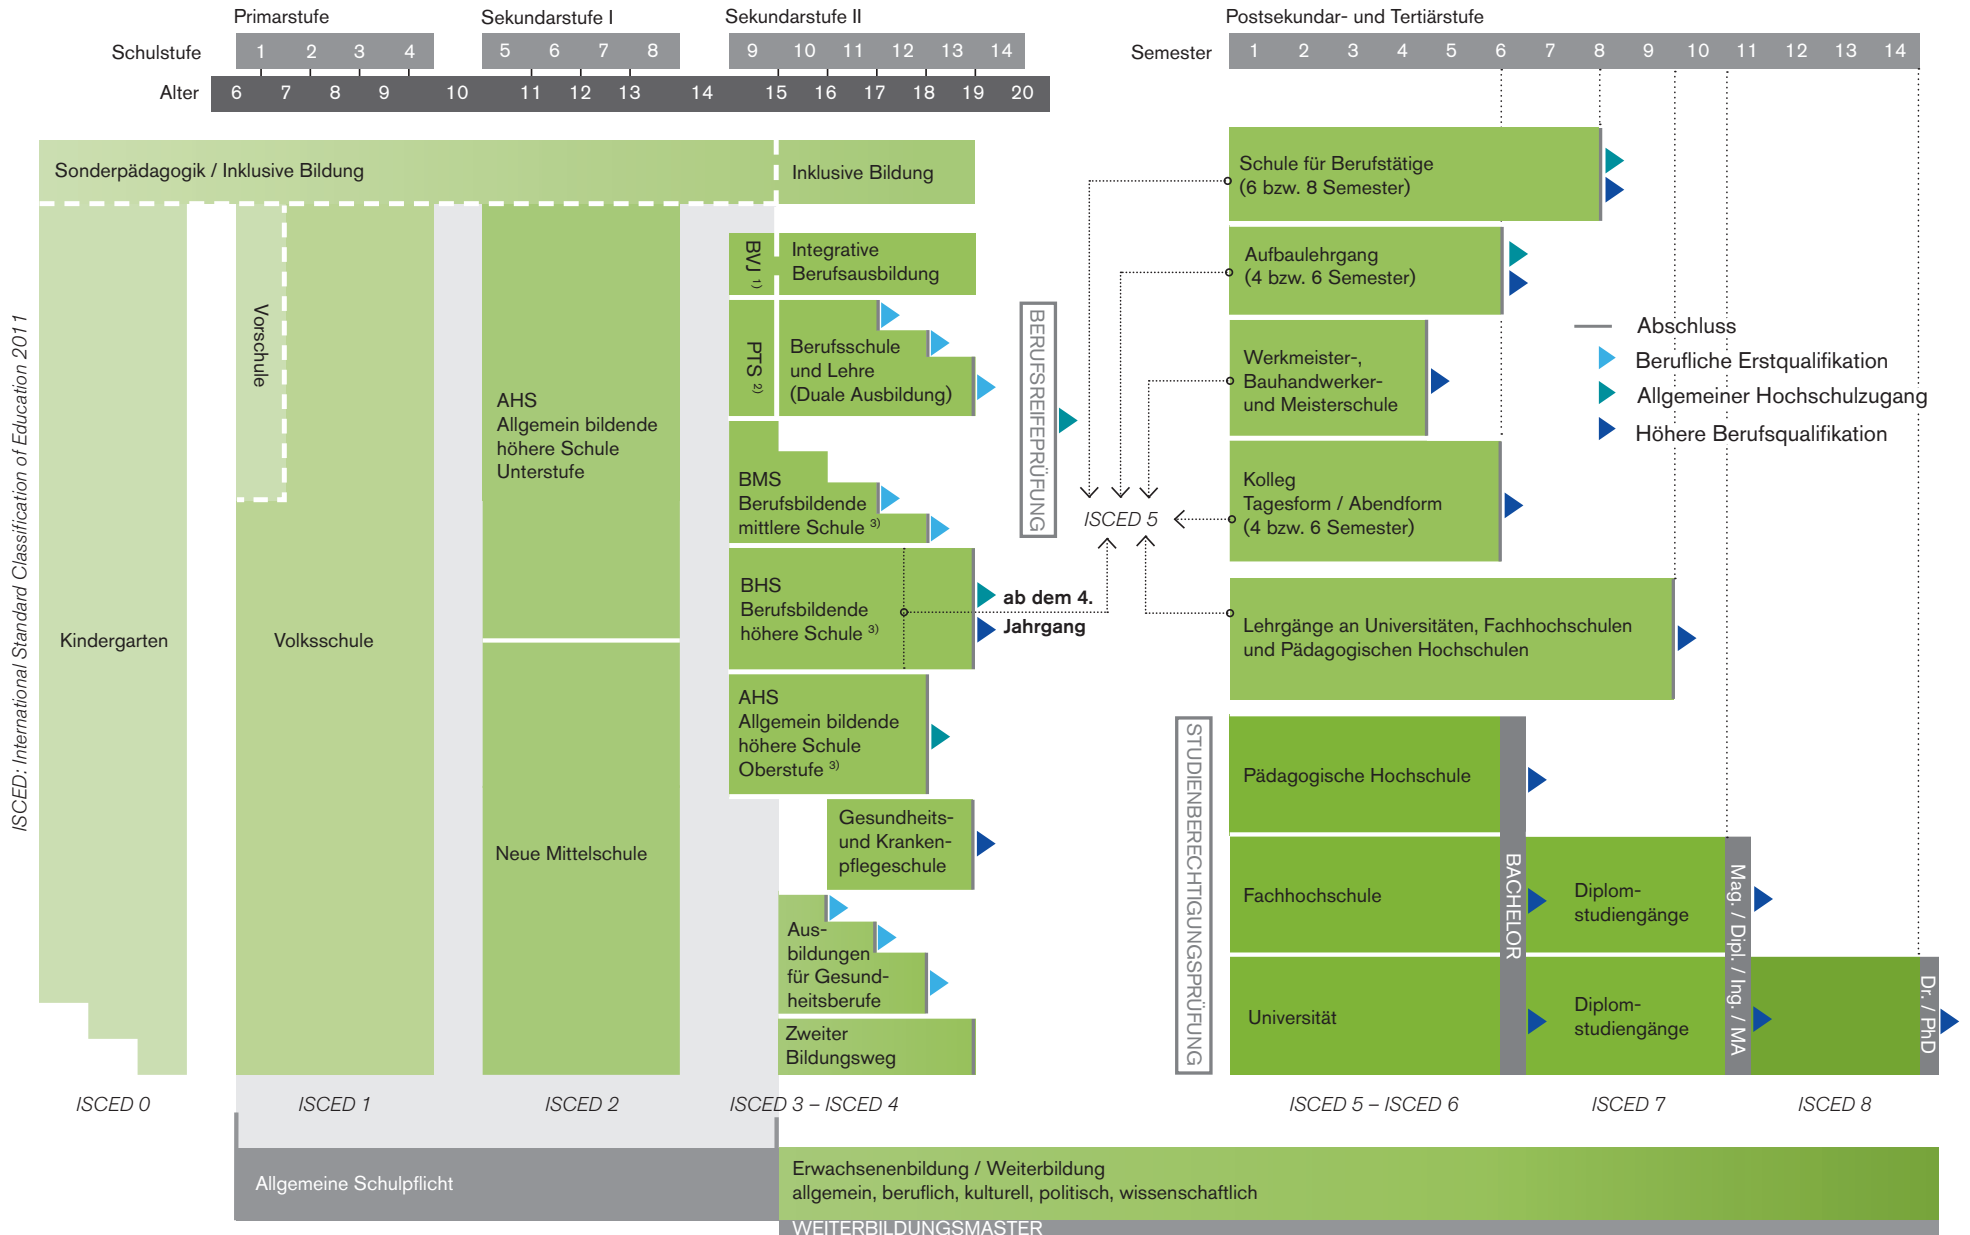 Primarstufe
Sekundarstufe I
Sekundarstufe II
Postsekundar- und Tertiärstufe
Schulstufe
1 2 3 4
5 6 7 8
9 10 11 12 13 14
Semester
1 2 3 4 5 6 7 8 9 10 11 12 13 14
Alter
6 7 8 9 10 11 12 13 14 15 16 17 18 19 20
ISCED: International Standard Classification of Education 2011
Sonderpädagogik / Inklusive Bildung
Inklusive Bildung
Kindergarten
Vorschule
Volksschule
AHS
Allgemein bildende
höhere Schule
Unterstufe
Neue Mittelschule
BVJ 1)
Integrative
Berufsausbildung
PTS 2)
Berufsschule
und Lehre
(Duale Ausbildung)
BMS
Berufsbildende
mittlere Schule 3)
BHS
Berufsbildende
höhere Schule 3)
ab dem 4.
Jahrgang
AHS
Allgemein bildende
höhere Schule
Oberstufe 3)
Gesundheits-
und Kranken-
pflegeschule
Aus-
bildungen
für Gesund-
heitsberufe
Zweiter
Bildungsweg
BERUFSREIFEPRÜFUNG
ISCED 5
Schule für Berufstätige
(6 bzw. 8 Semester)
Aufbaulehrgang
(4 bzw. 6 Semester)
Werkmeister-,
Bauhandwerker-
und Meisterschule
Kolleg
Tagesform / Abendform
(4 bzw. 6 Semester)
Lehrgänge an Universitäten, Fachhochschulen
und Pädagogischen Hochschulen
Abschluss
Berufliche Erstqualifikation
Allgemeiner Hochschulzugang
Höhere Berufsqualifikation
STUDIENBERECHTIGUNGSPRÜFUNG
Pädagogische Hochschule
Fachhochschule
Universität
BACHELOR
Diplom-
studiengänge
Diplom-
studiengänge
Mag. / Dipl. / Ing. / MA
Dr. / PhD
ISCED 0
ISCED 1
ISCED 2
ISCED 3 – ISCED 4
ISCED 5 – ISCED 6
ISCED 7
ISCED 8
Allgemeine Schulpflicht
Erwachsenenbildung / Weiterbildung
allgemein, beruflich, kulturell, politisch, wissenschaftlich
WEITERBILDUNGSMASTER